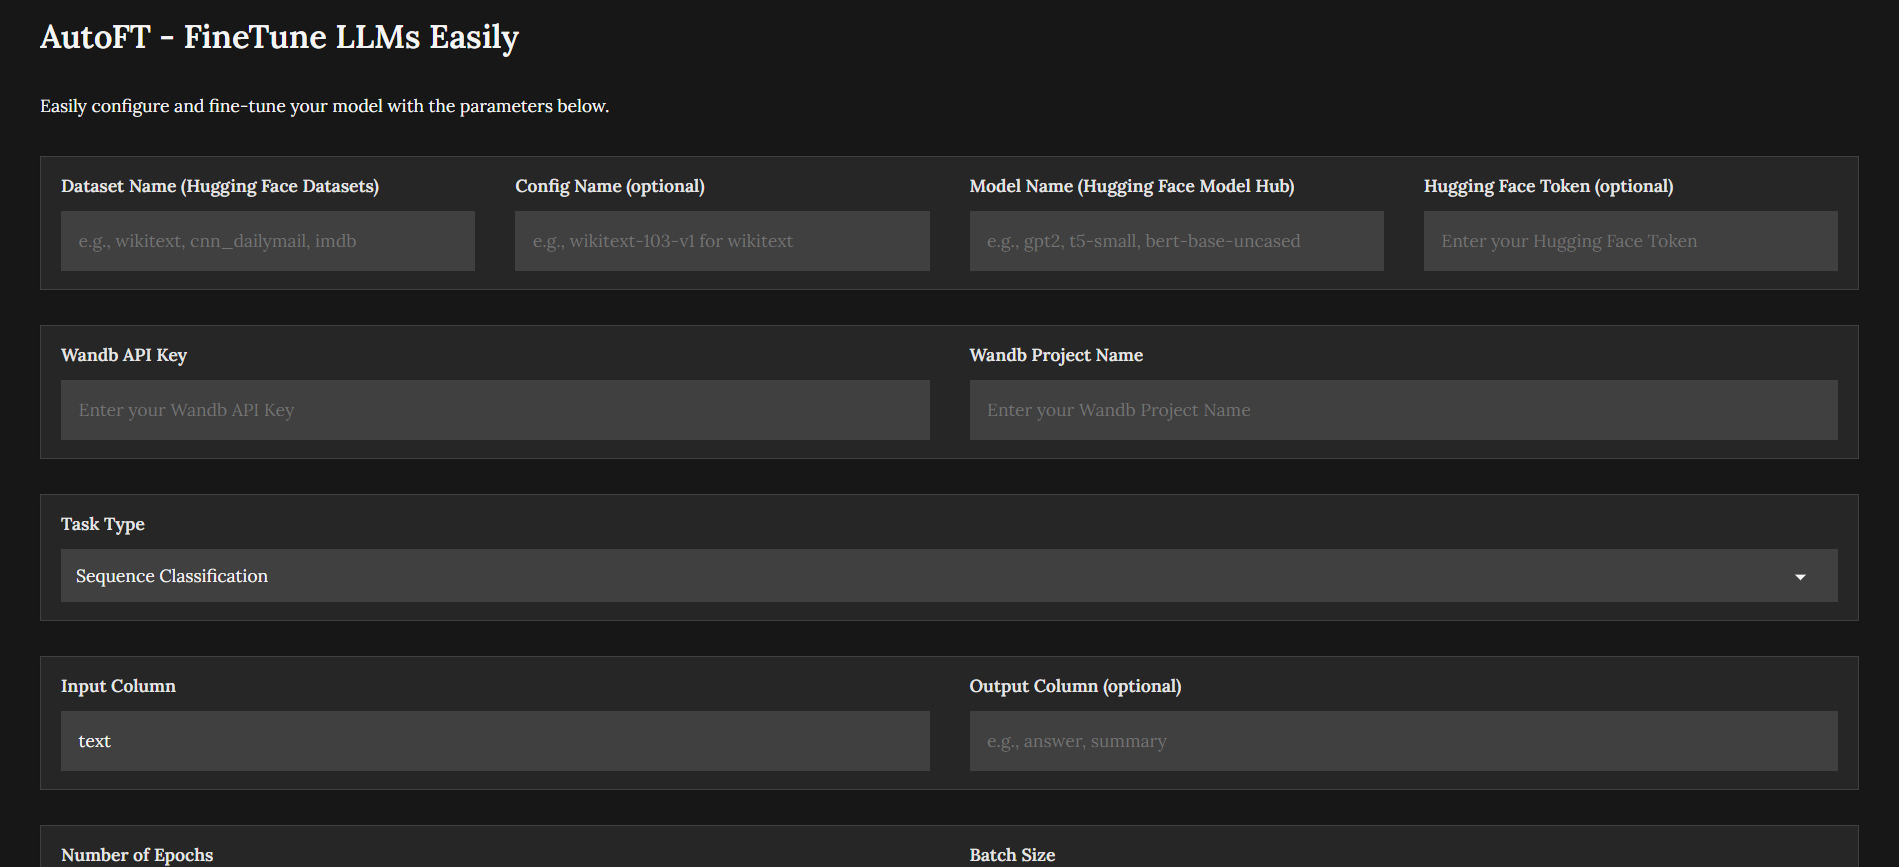 AutoFT - FineTune LLMs Easily
Easily configure and fine-tune your model with the parameters below.
Dataset Name (Hugging Face Datasets)
Config Name (optional)
Model Name (Hugging Face Model Hub)
Hugging Face Token (optional)
e.g., wikitext, cnn_dailymail, imdb
e.g., wikitext-103-v1 for wikitext
e.g., gpt2, t5-small, bert-base-uncased
Enter your Hugging Face Token
Wandb API Key
Wandb Project Name
Enter your Wandb API Key
Enter your Wandb Project Name
Task Type
Sequence Classification
Input Column
Output Column (optional)
text
e.g., answer, summary
Number of Epochs
Batch Size